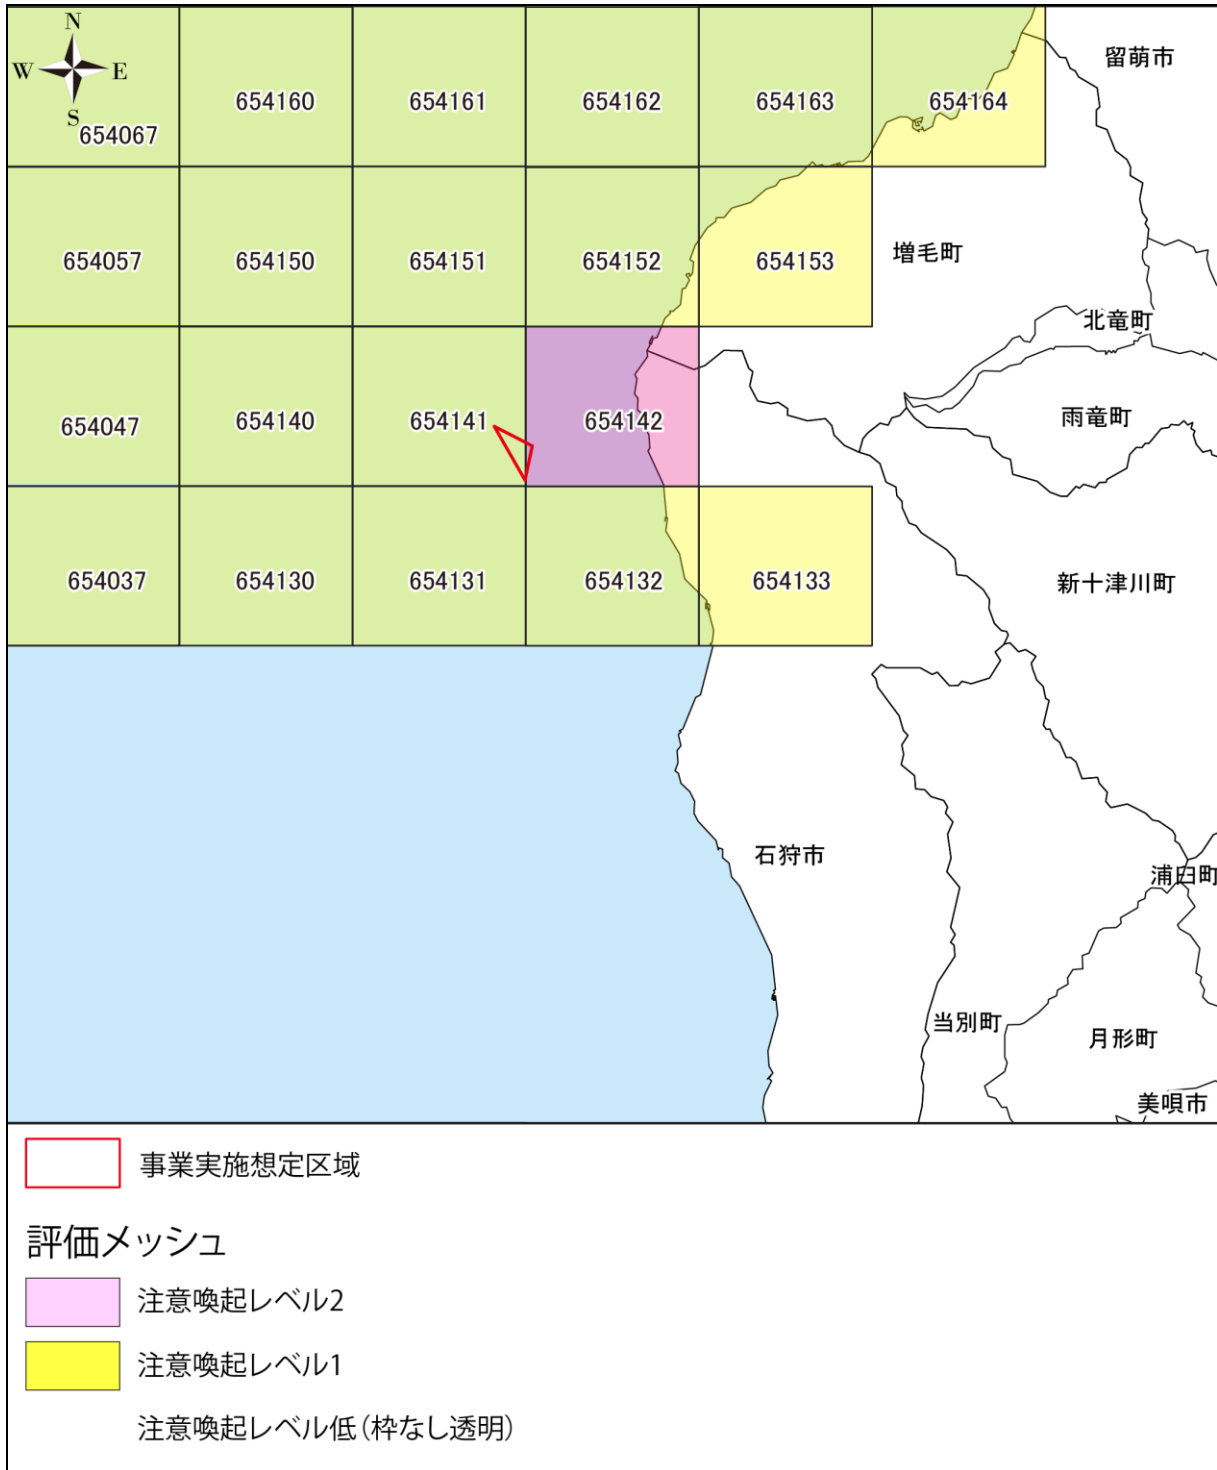 N
W E
S
留萌市
654067 654160 654161 654162 654163 654164
654057 654150 654151 654152 654153 増毛町
北竜町
654047 654140 654141 654142 雨竜町
654037 654130 654131 654132 654133 新十津川町
石狩市
浦臼町
当別町 月形町
美唄市
事業実施想定区域
評価メッシュ
注意喚起レベル2
注意喚起レベル1
注意喚起レベル低(枠なし透明)